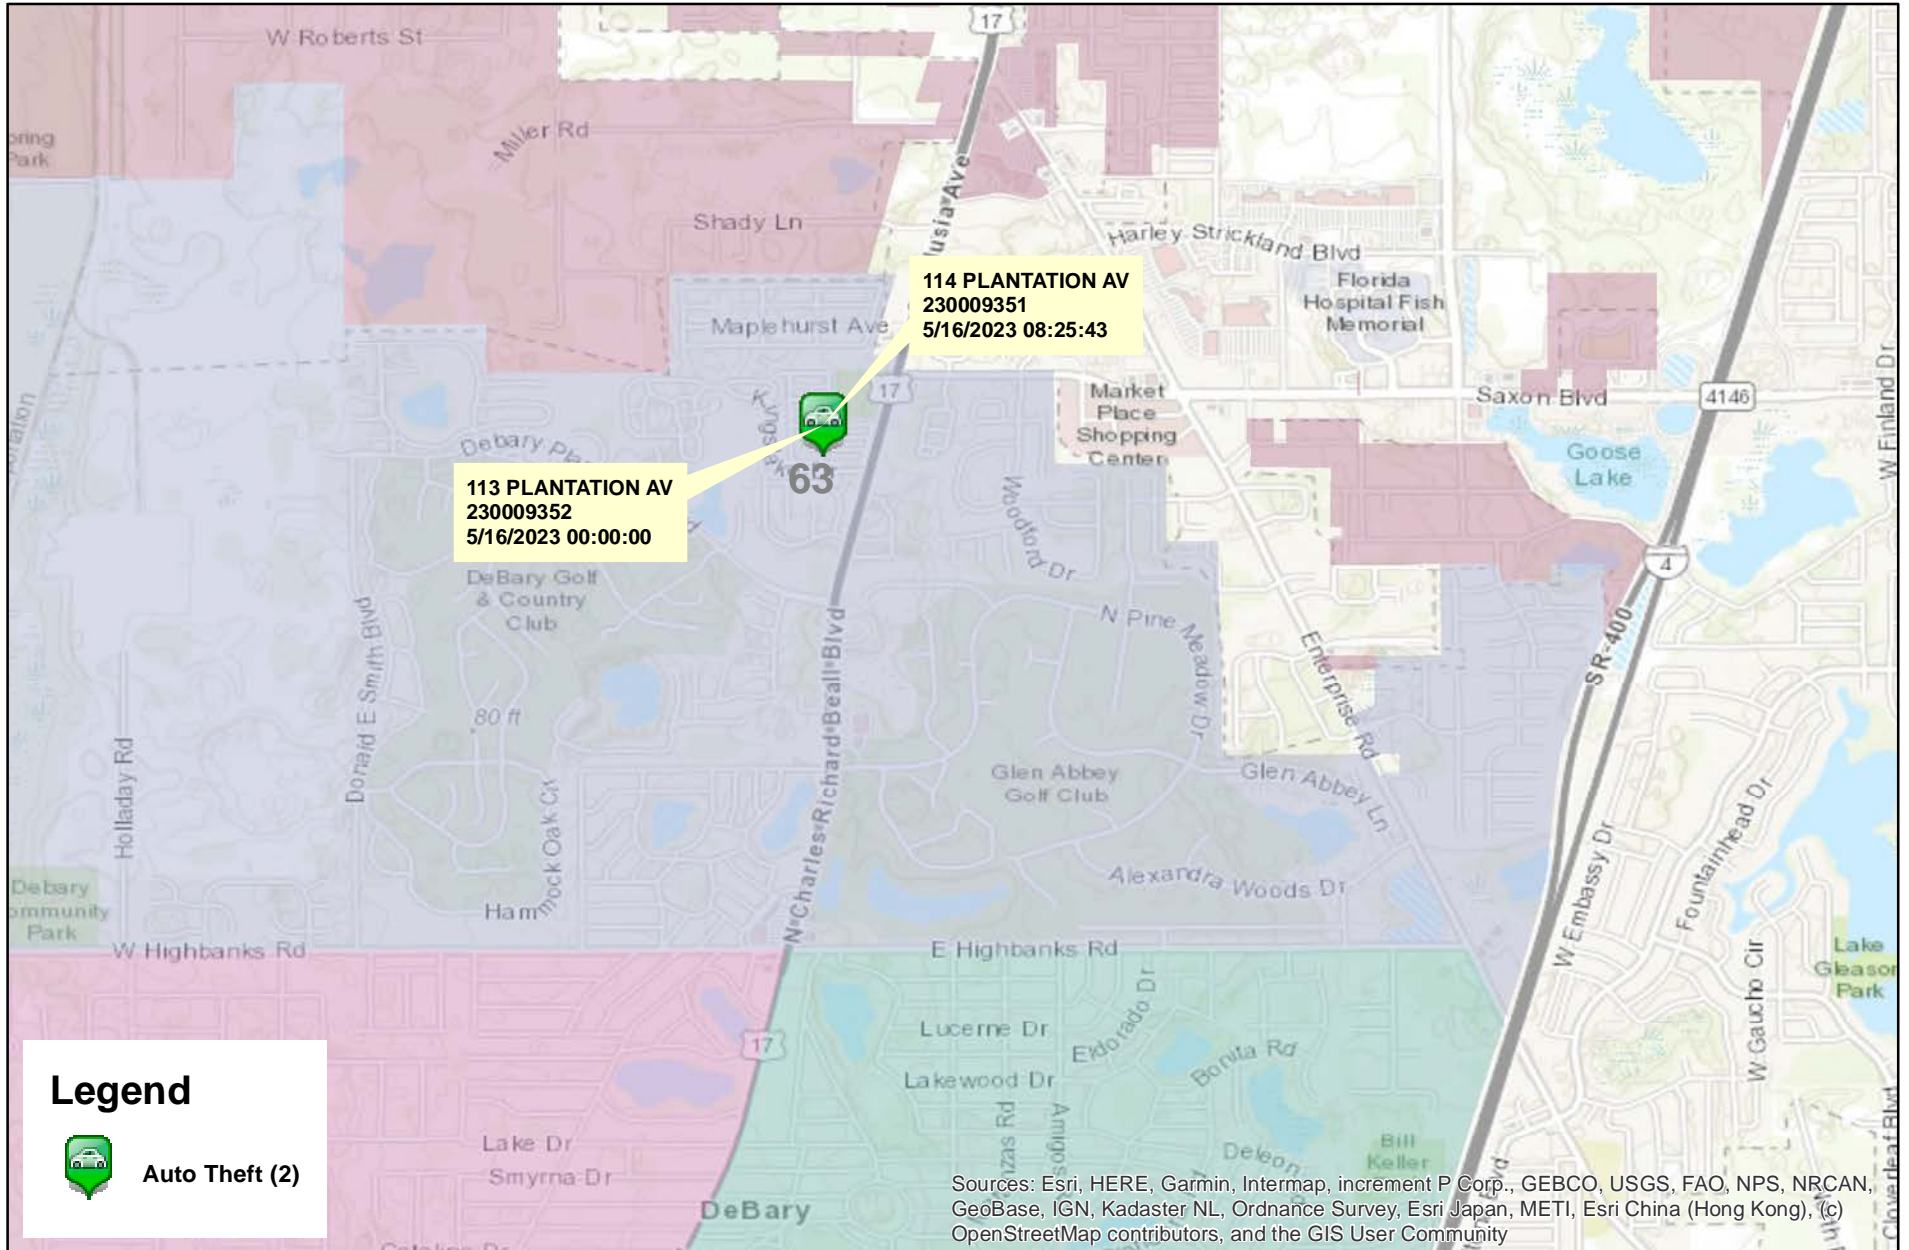 W Roberts St
17
Miller Rd
Shady Ln
Harley Strickland Blvd
Florida
Hospital Fish
Memorial
114 PLANTATION AV
230009351
5/16/2023 08:25:43
Maplehurst Ave
17
Market
Place
Shopping
Center
Saxon Blvd
4146
W Finland Dr
Goose
Lake
63
113 PLANTATION AV
230009352
5/16/2023 00:00:00
Woodford Dr
4
DeBary Golf
& Country
Club
N Pine Meadow Dr
SR-400
Enterprise Rd
Donald E Smith Blvd
80 ft
N Charles Richard Beall Blvd
Holladay Rd
Glen Abbey
Golf Club
Glen Abbey Ln
Hammock Oak Cir
Alexandra Woods Dr
W Embassy Dr
Fountainhead Dr
Debary
Park
W Highbanks Rd
E Highbanks Rd
W Gaucho Cir
Lake
Gleason
Park
Lucerne Dr
Eldorado Dr
Bonita Rd
17
Lakewood Dr
Legend
Auto Theft (2)
Lake Dr
Smyrna Dr
DeBary
Deleon
Bill
Keller
Cloverleaf Blvd
Sources: Esri, HERE, Garmin, Intermap, increment P Corp., GEBCO, USGS, FAO, NPS, NRCAN,
GeoBase, IGN, Kadaster NL, Ordnance Survey, Esri Japan, METI, Esri China (Hong Kong), (c)
OpenStreetMap contributors, and the GIS User Community